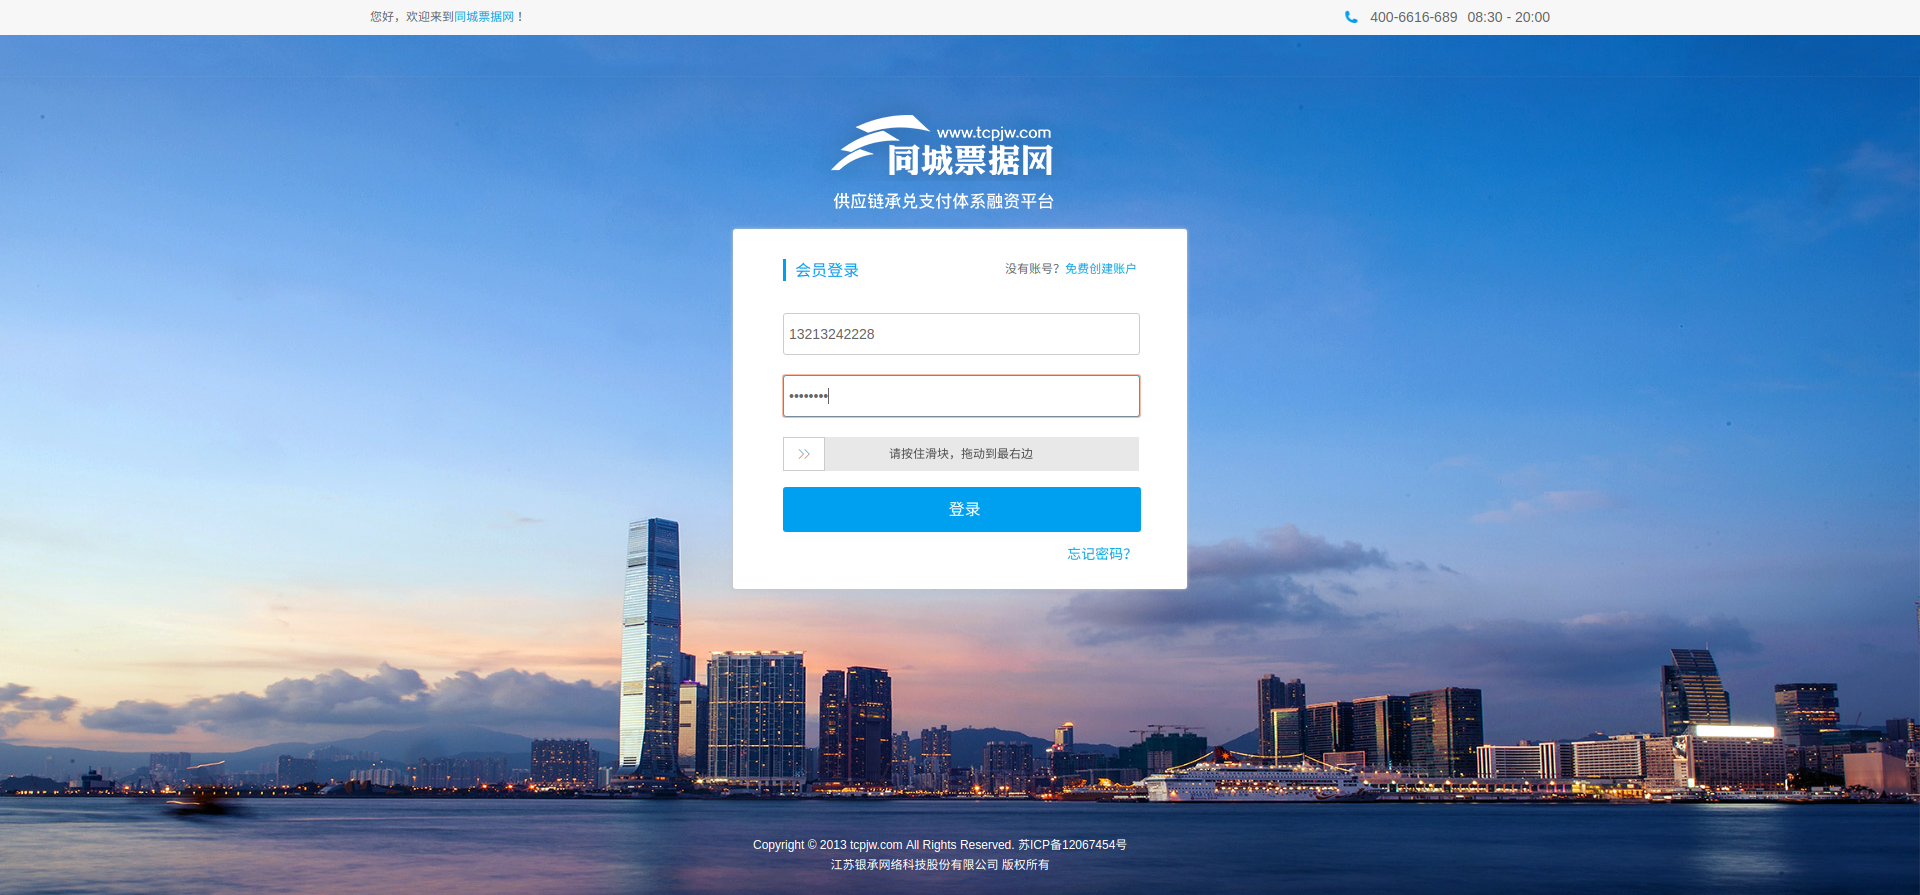 您好，欢迎来到同城票据网！
400-6616-689 08:30 - 20:00
www.tcpjw.com
同城票据网
供应链承兑支付体系融资平台
会员登录
没有账号？免费创建账户
13213242228
••••••••
请按住滑块，拖动到最右边
登录
忘记密码？
Copyright © 2013 tcpjw.com All Rights Reserved. 苏ICP备12067454号
江苏银承网络科技股份有限公司 版权所有